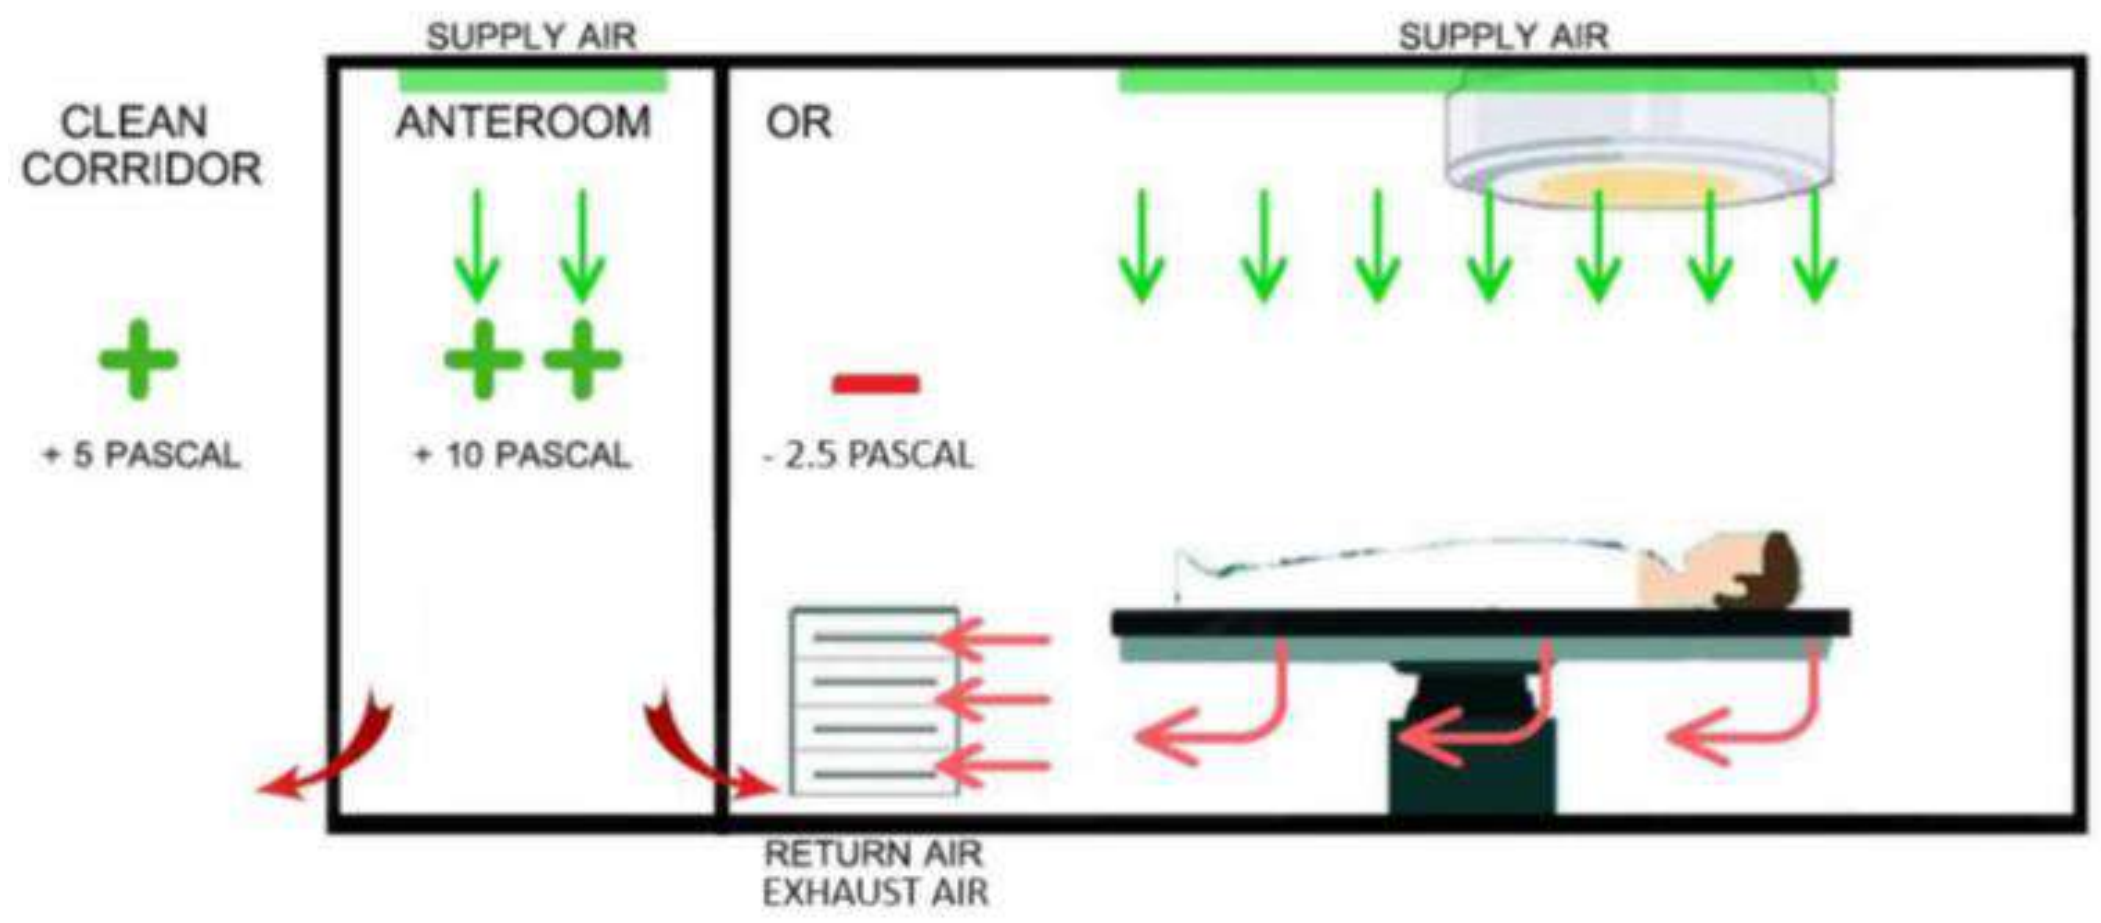 SUPPLY AIR
SUPPLY AIR
CLEAN
CORRIDOR
ANTEROOM
OR
+ 5 PASCAL
+ 10 PASCAL
- 2.5 PASCAL
RETURN AIR
EXHAUST AIR